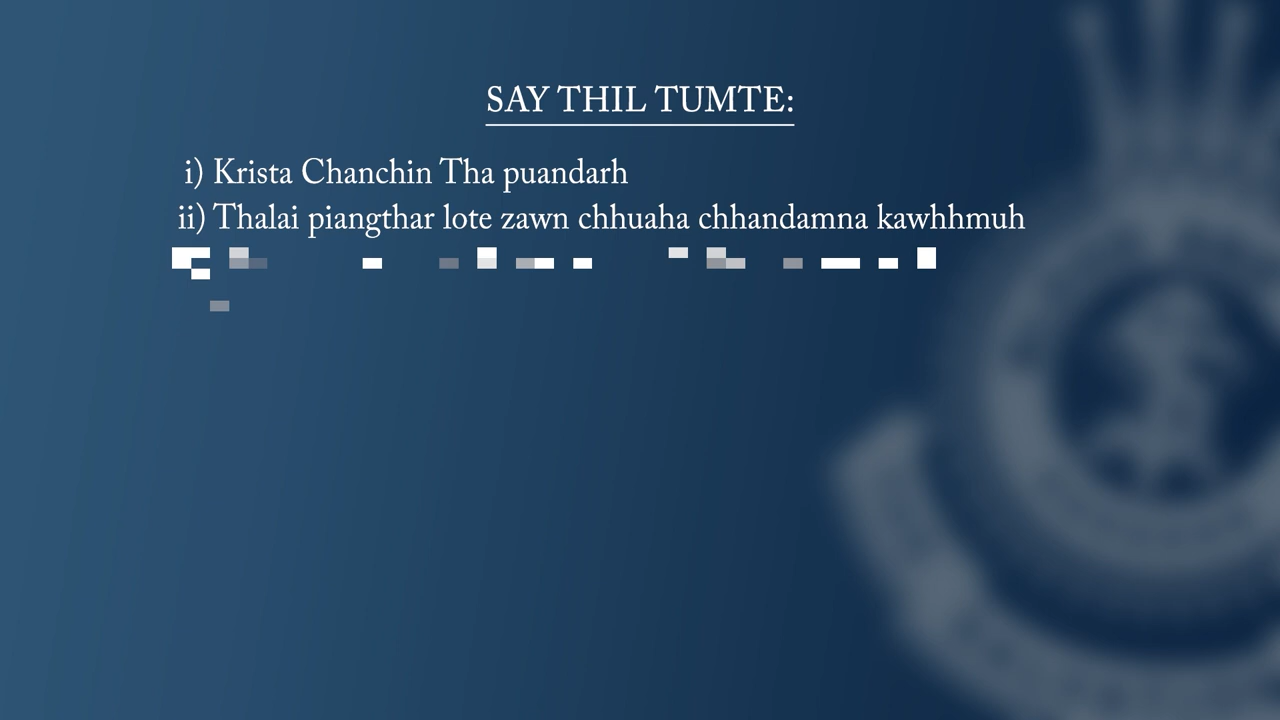 SAY THIL TUMTE:
i) Krista Chanchin Tha puandarh
ii) Thalai piangthar lote zawn chhuaha chhandamna kawhhmuh